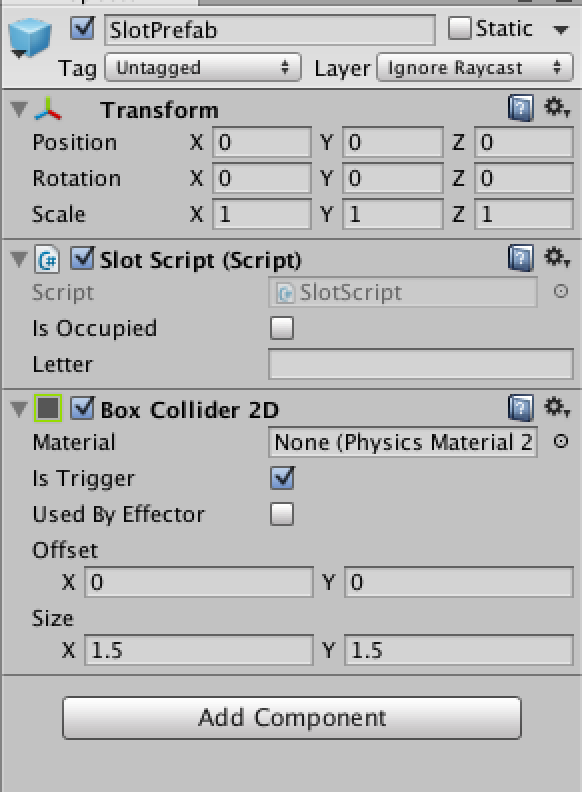 SlotPrefab Static
Tag Untagged Layer Ignore Raycast
Transform
Position X 0 Y 0 Z 0
Rotation X 0 Y 0 Z 0
Scale X 1 Y 1 Z 1
C# Slot Script (Script)
Script SlotScript
Is Occupied
Letter
Box Collider 2D
Material None (Physics Material 2
Is Trigger
Used By Effector
Offset
X 0 Y 0
Size
X 1.5 Y 1.5
Add Component